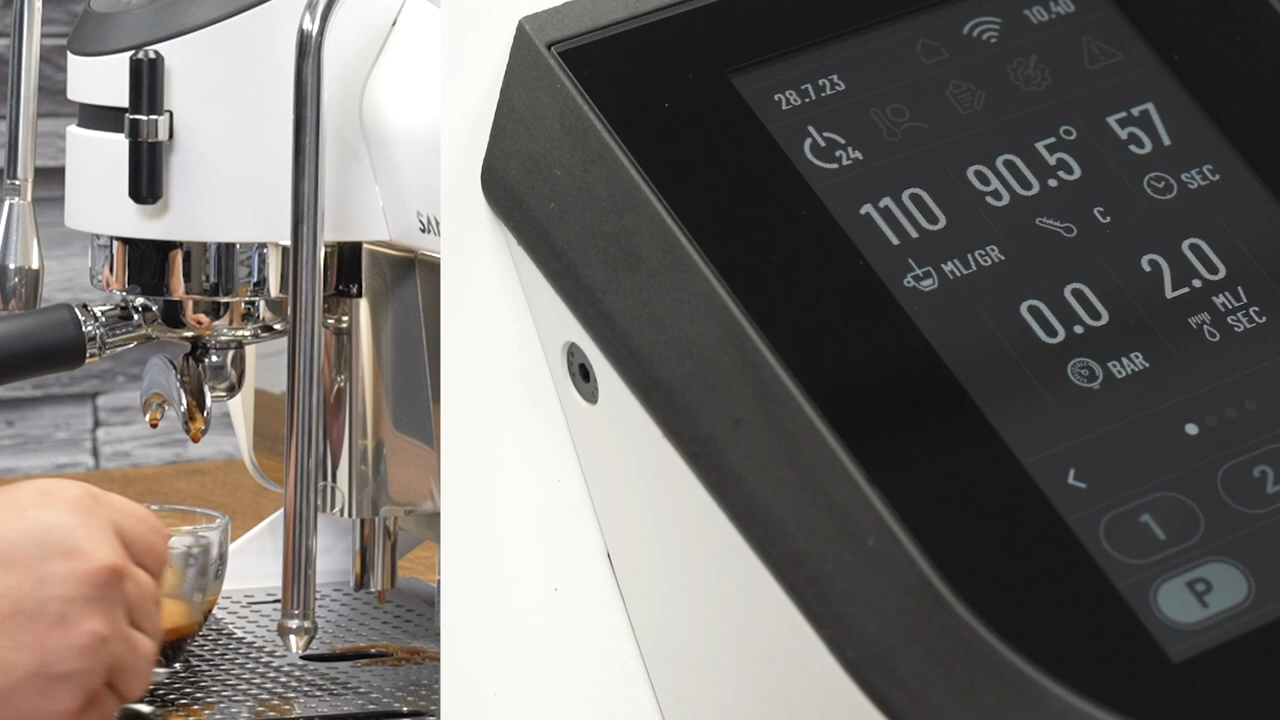 SAN
10.40
28.7.23
24
110
ML/GR
90.5°
C
57
SEC
0.0
BAR
2.0
ML/
SEC
1
2
P